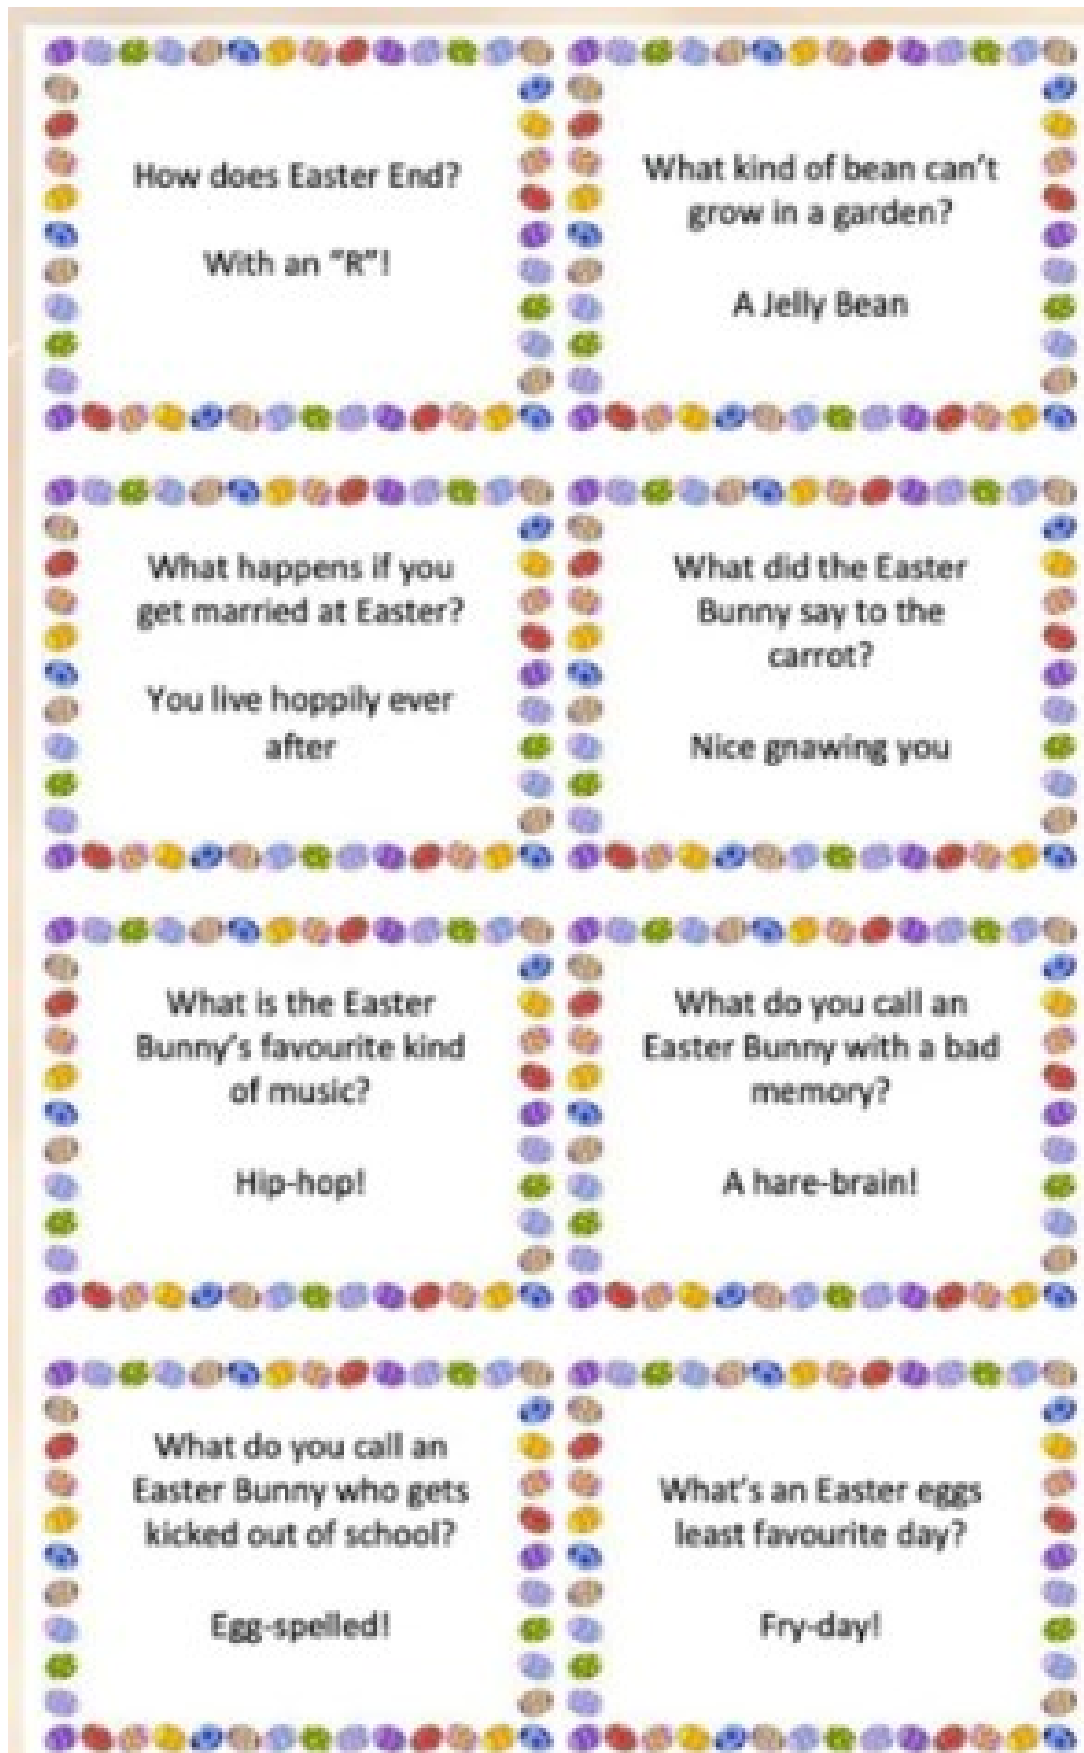 How does Easter End?
With an "R"!
What kind of bean can't
grow in a garden?
A Jelly Bean
What happens if you
get married at Easter?
You live hoppily ever
after
What did the Easter
Bunny say to the
carrot?
Nice gnawing you
What is the Easter
Bunny's favourite kind
of music?
Hip-hop!
What do you call an
Easter Bunny with a bad
memory?
A hare-brain!
What do you call an
Easter Bunny who gets
kicked out of school?
Egg-spelled!
What's an Easter eggs
least favourite day?
Fry-day!